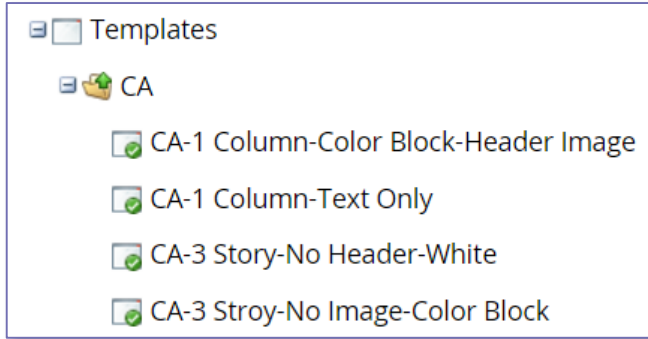 Templates
CA
CA-1 Column-Color Block-Header Image
CA-1 Column-Text Only
CA-3 Story-No Header-White
CA-3 Stroy-No Image-Color Block